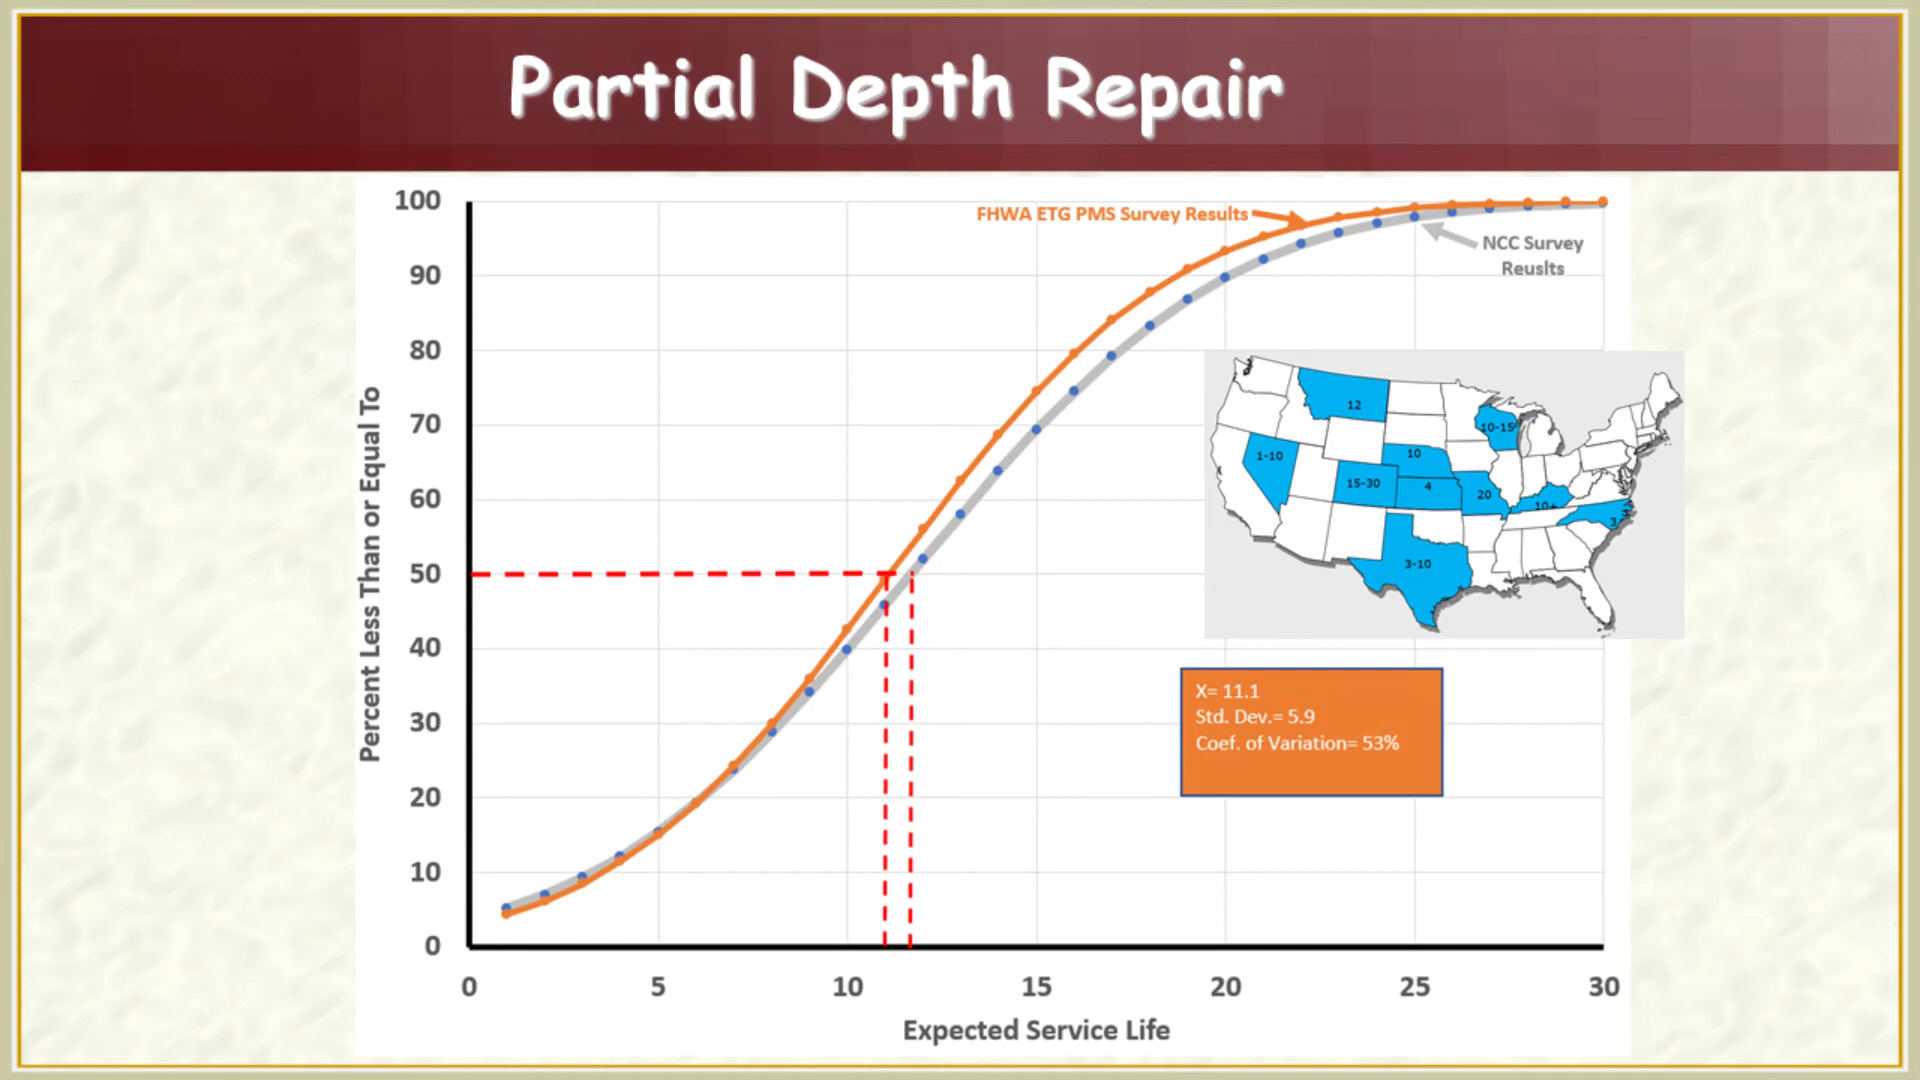 Partial Depth Repair
100
90
80
70
60
50
40
30
20
10
0
Percent Less Than or Equal To
FHWA ETG PMS Survey Results
NCC Survey
Reuslts
12
10-15
1-10
10
15-30
4
20
10+
3
3-10
X= 11.1
Std. Dev.= 5.9
Coef. of Variation= 53%
0 5 10 15 20 25 30
Expected Service Life